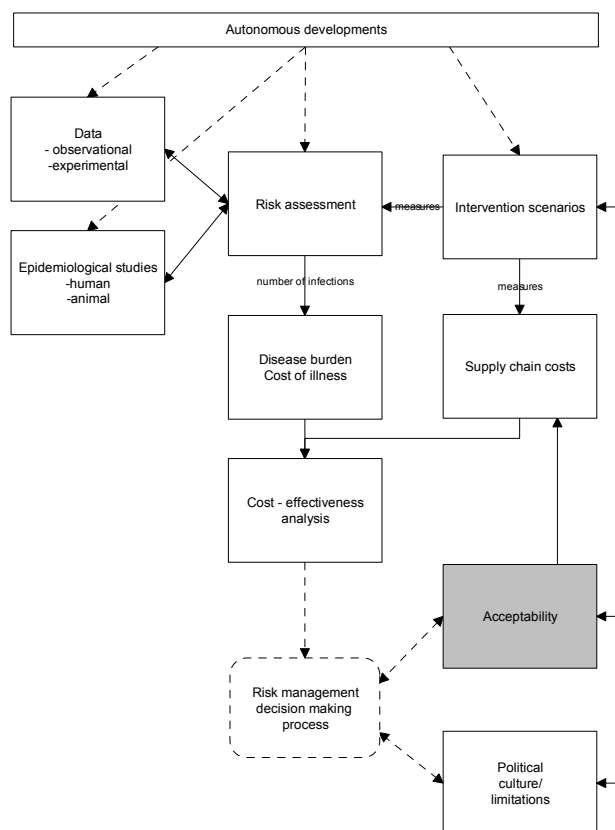 Autonomous developments
Data
- observational
-experimental
Risk assessment
measures
Intervention scenarios
Epidemiological studies
-human
-animal
number of infections
measures
Disease burden
Cost of illness
Supply chain costs
Cost - effectiveness
analysis
Acceptability
Risk management
decision making
process
Political
culture/
limitations